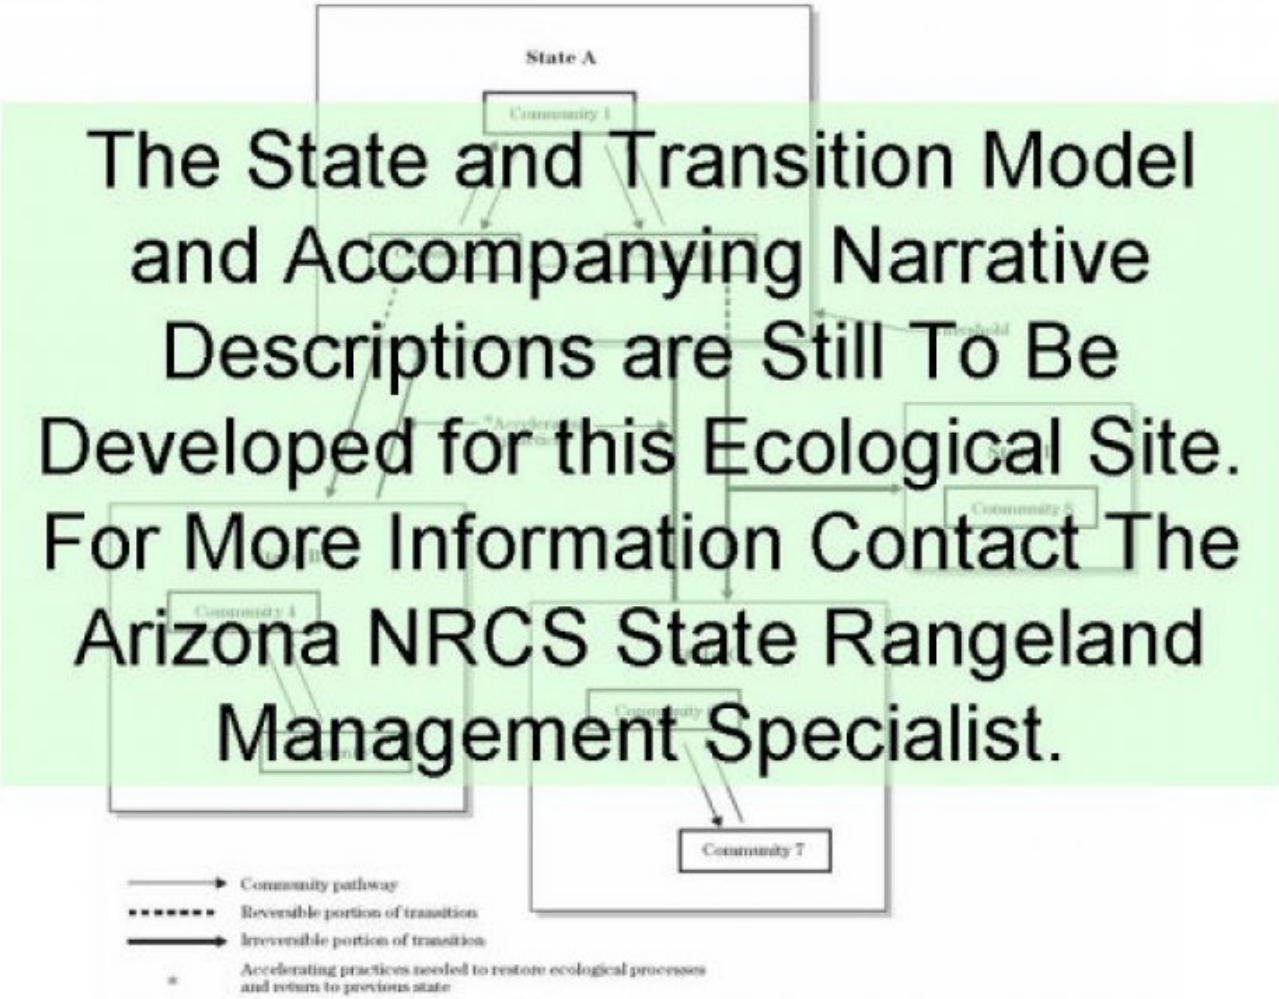 State A
Community 1
The State and Transition Model
and Accompanying Narrative
Descriptions are Still To Be
Developed for this Ecological Site.
For More Information Contact The
Arizona NRCS State Rangeland
Management Specialist.
Community 4
Community 7
Community pathway
Reversible portion of transition
Irreversible portion of transition
* Accelerating practices needed to restore ecological processes
and return to previous state